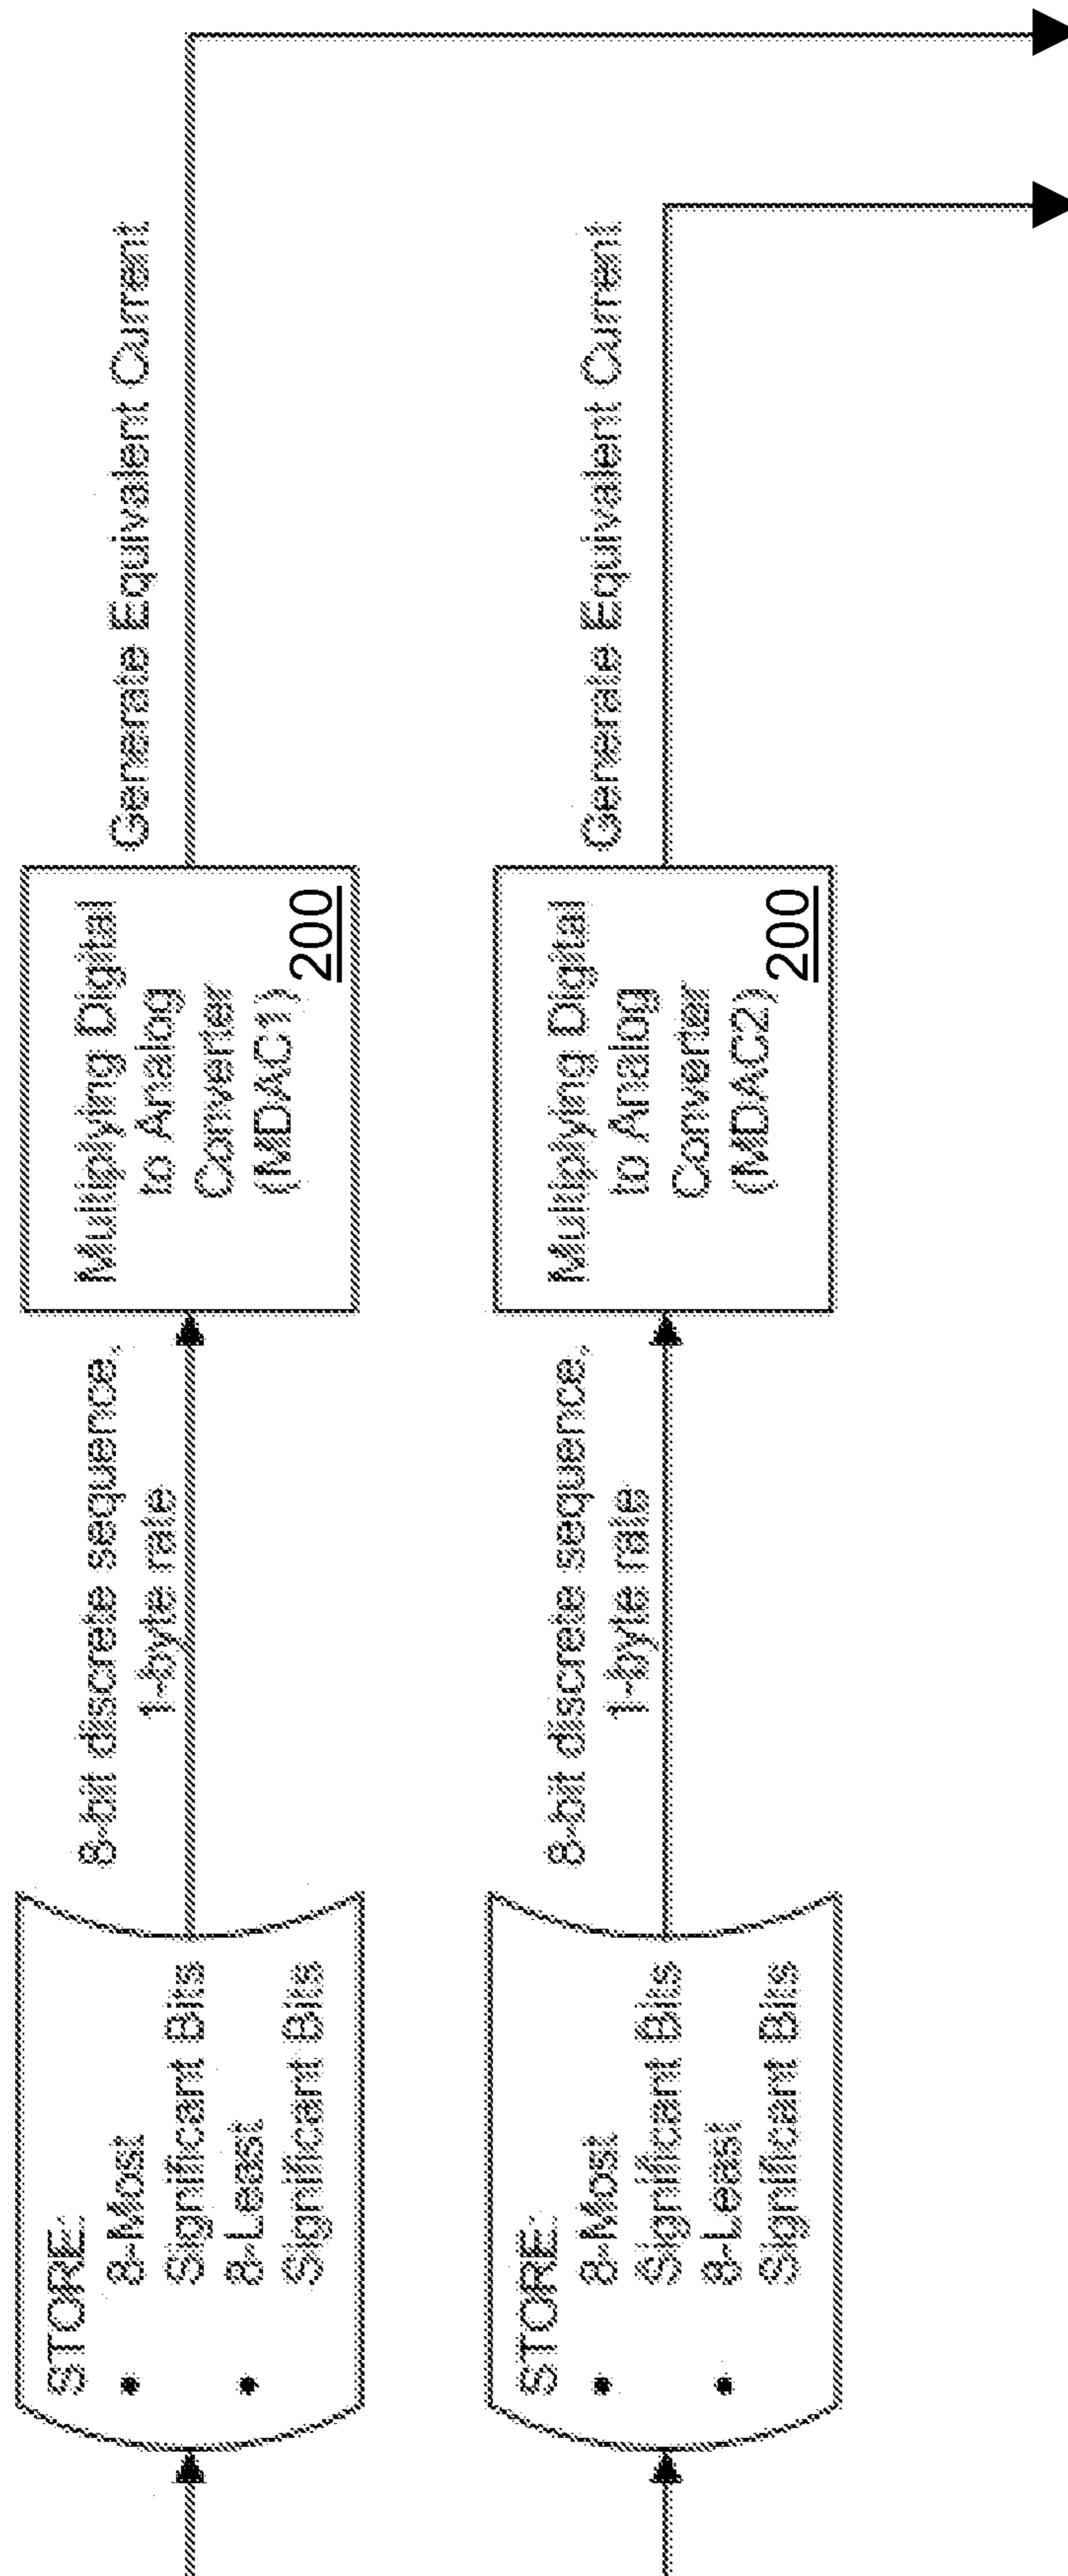 STORE:
• 8-Most
Significant Bits
• 8-Least
Significant Bits
8-bit discrete sequence,
1-byte rate
Multiplying Digital
to Analog
Converter
(MDAC1)
200
Generate Equivalent Current
STORE:
• 8-Most
Significant Bits
• 8-Least
Significant Bits
8-bit discrete sequence,
1-byte rate
Multiplying Digital
to Analog
Converter
(MDAC2)
200
Generate Equivalent Current